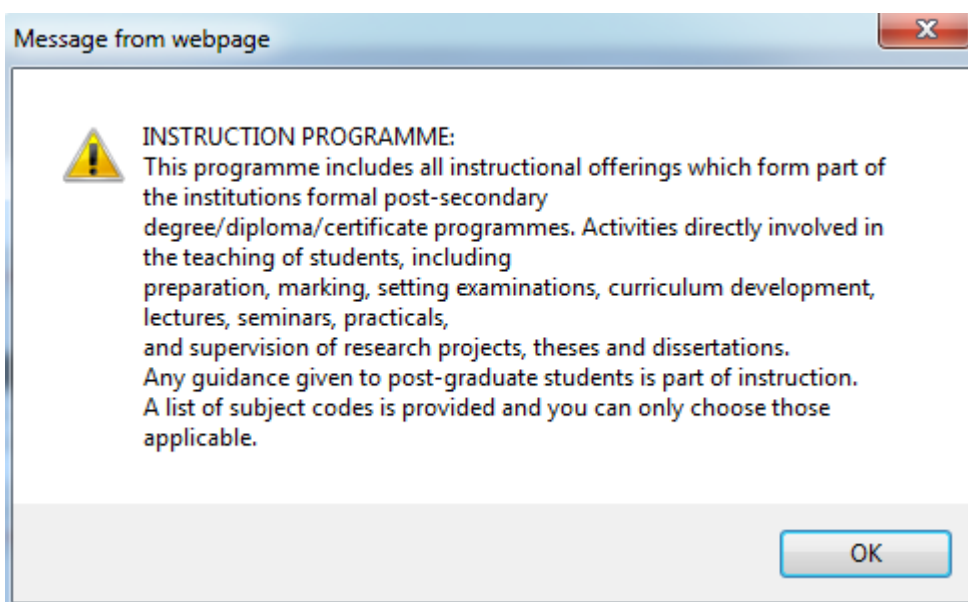 Message from webpage
INSTRUCTION PROGRAMME:
This programme includes all instructional offerings which form part of
the institutions formal post-secondary
degree/diploma/certificate programmes. Activities directly involved in
the teaching of students, including
preparation, marking, setting examinations, curriculum development,
lectures, seminars, practicals,
and supervision of research projects, theses and dissertations.
Any guidance given to post-graduate students is part of instruction.
A list of subject codes is provided and you can only choose those
applicable.
OK